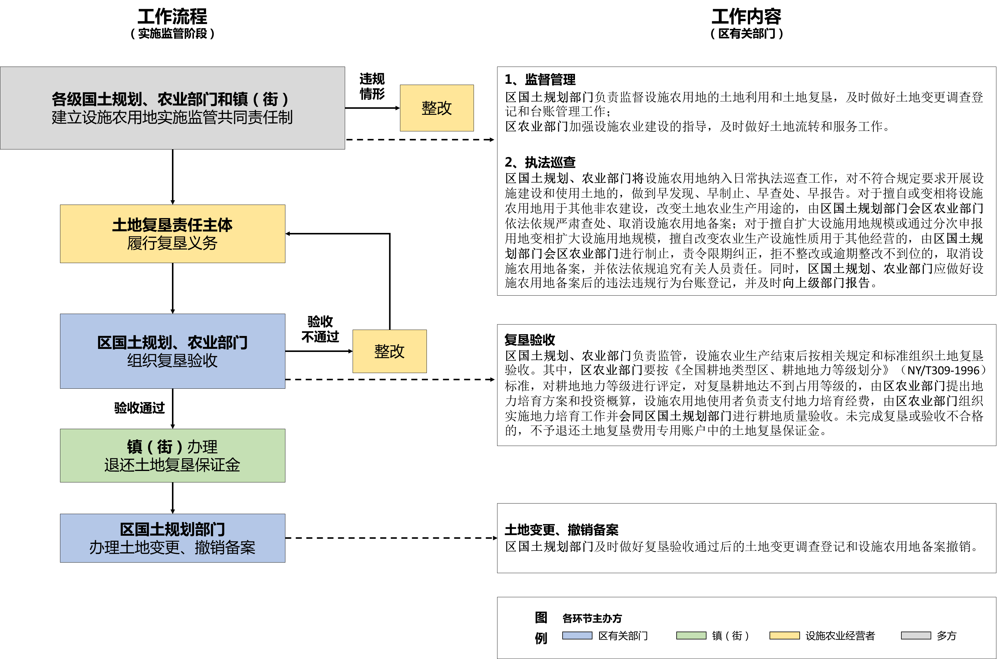 工作流程
（实施监管阶段）
工作内容
（区有关部门）
各级国土规划、农业部门和镇（街）
建立设施农用地实施监管共同责任制
违规
情形
整改
土地复垦责任主体
履行复垦义务
区国土规划、农业部门
组织复垦验收
验收
不通过
整改
验收通过
镇（街）办理
退还土地复垦保证金
区国土规划部门
办理土地变更、撤销备案
1、监督管理
区国土规划部门负责监督设施农用地的土地利用和土地复垦，及时做好土地变更调查登
记和台账管理工作；
区农业部门加强设施农业建设的指导，及时做好土地流转和服务工作。
2、执法巡查
区国土规划、农业部门将设施农用地纳入日常执法巡查工作，对不符合规定要求开展设
施建设和使用土地的，做到早发现、早制止、早查处、早报告。对于擅自或变相将设施
农用地用于其他非农建设，改变土地农业生产用途的，由区国土规划部门会区农业部门
依法依规严肃查处、取消设施农用地备案；对于擅自扩大设施用地规模或通过分次申报
用地变相扩大设施用地规模，擅自改变农业生产设施性质用于其他经营的，由区国土规
划部门会区农业部门进行制止，责令限期纠正，拒不整改或逾期整改不到位的，取消设
施农用地备案，并依法依规追究有关人员责任。同时，区国土规划、农业部门应做好设
施农用地备案后的违法违规行为台账登记，并及时向上级部门报告。
复垦验收
区国土规划、农业部门负责监管，设施农业生产结束后按相关规定和标准组织土地复垦
验收。其中，区农业部门要按《全国耕地类型区、耕地地力等级划分》（NY/T309-1996）
标准，对耕地地力等级进行评定，对复垦耕地达不到占用等级的，由区农业部门提出地
力培育方案和投资概算，设施农用地使用者负责支付地力培育经费，由区农业部门组织
实施地力培育工作并会同区国土规划部门进行耕地质量验收。未完成复垦或验收不合格
的，不予退还土地复垦费用专用账户中的土地复垦保证金。
土地变更、撤销备案
区国土规划部门及时做好复垦验收通过后的土地变更调查登记和设施农用地备案撤销。
图
例
各环节主办方
区有关部门
镇（街）
设施农业经营者
多方